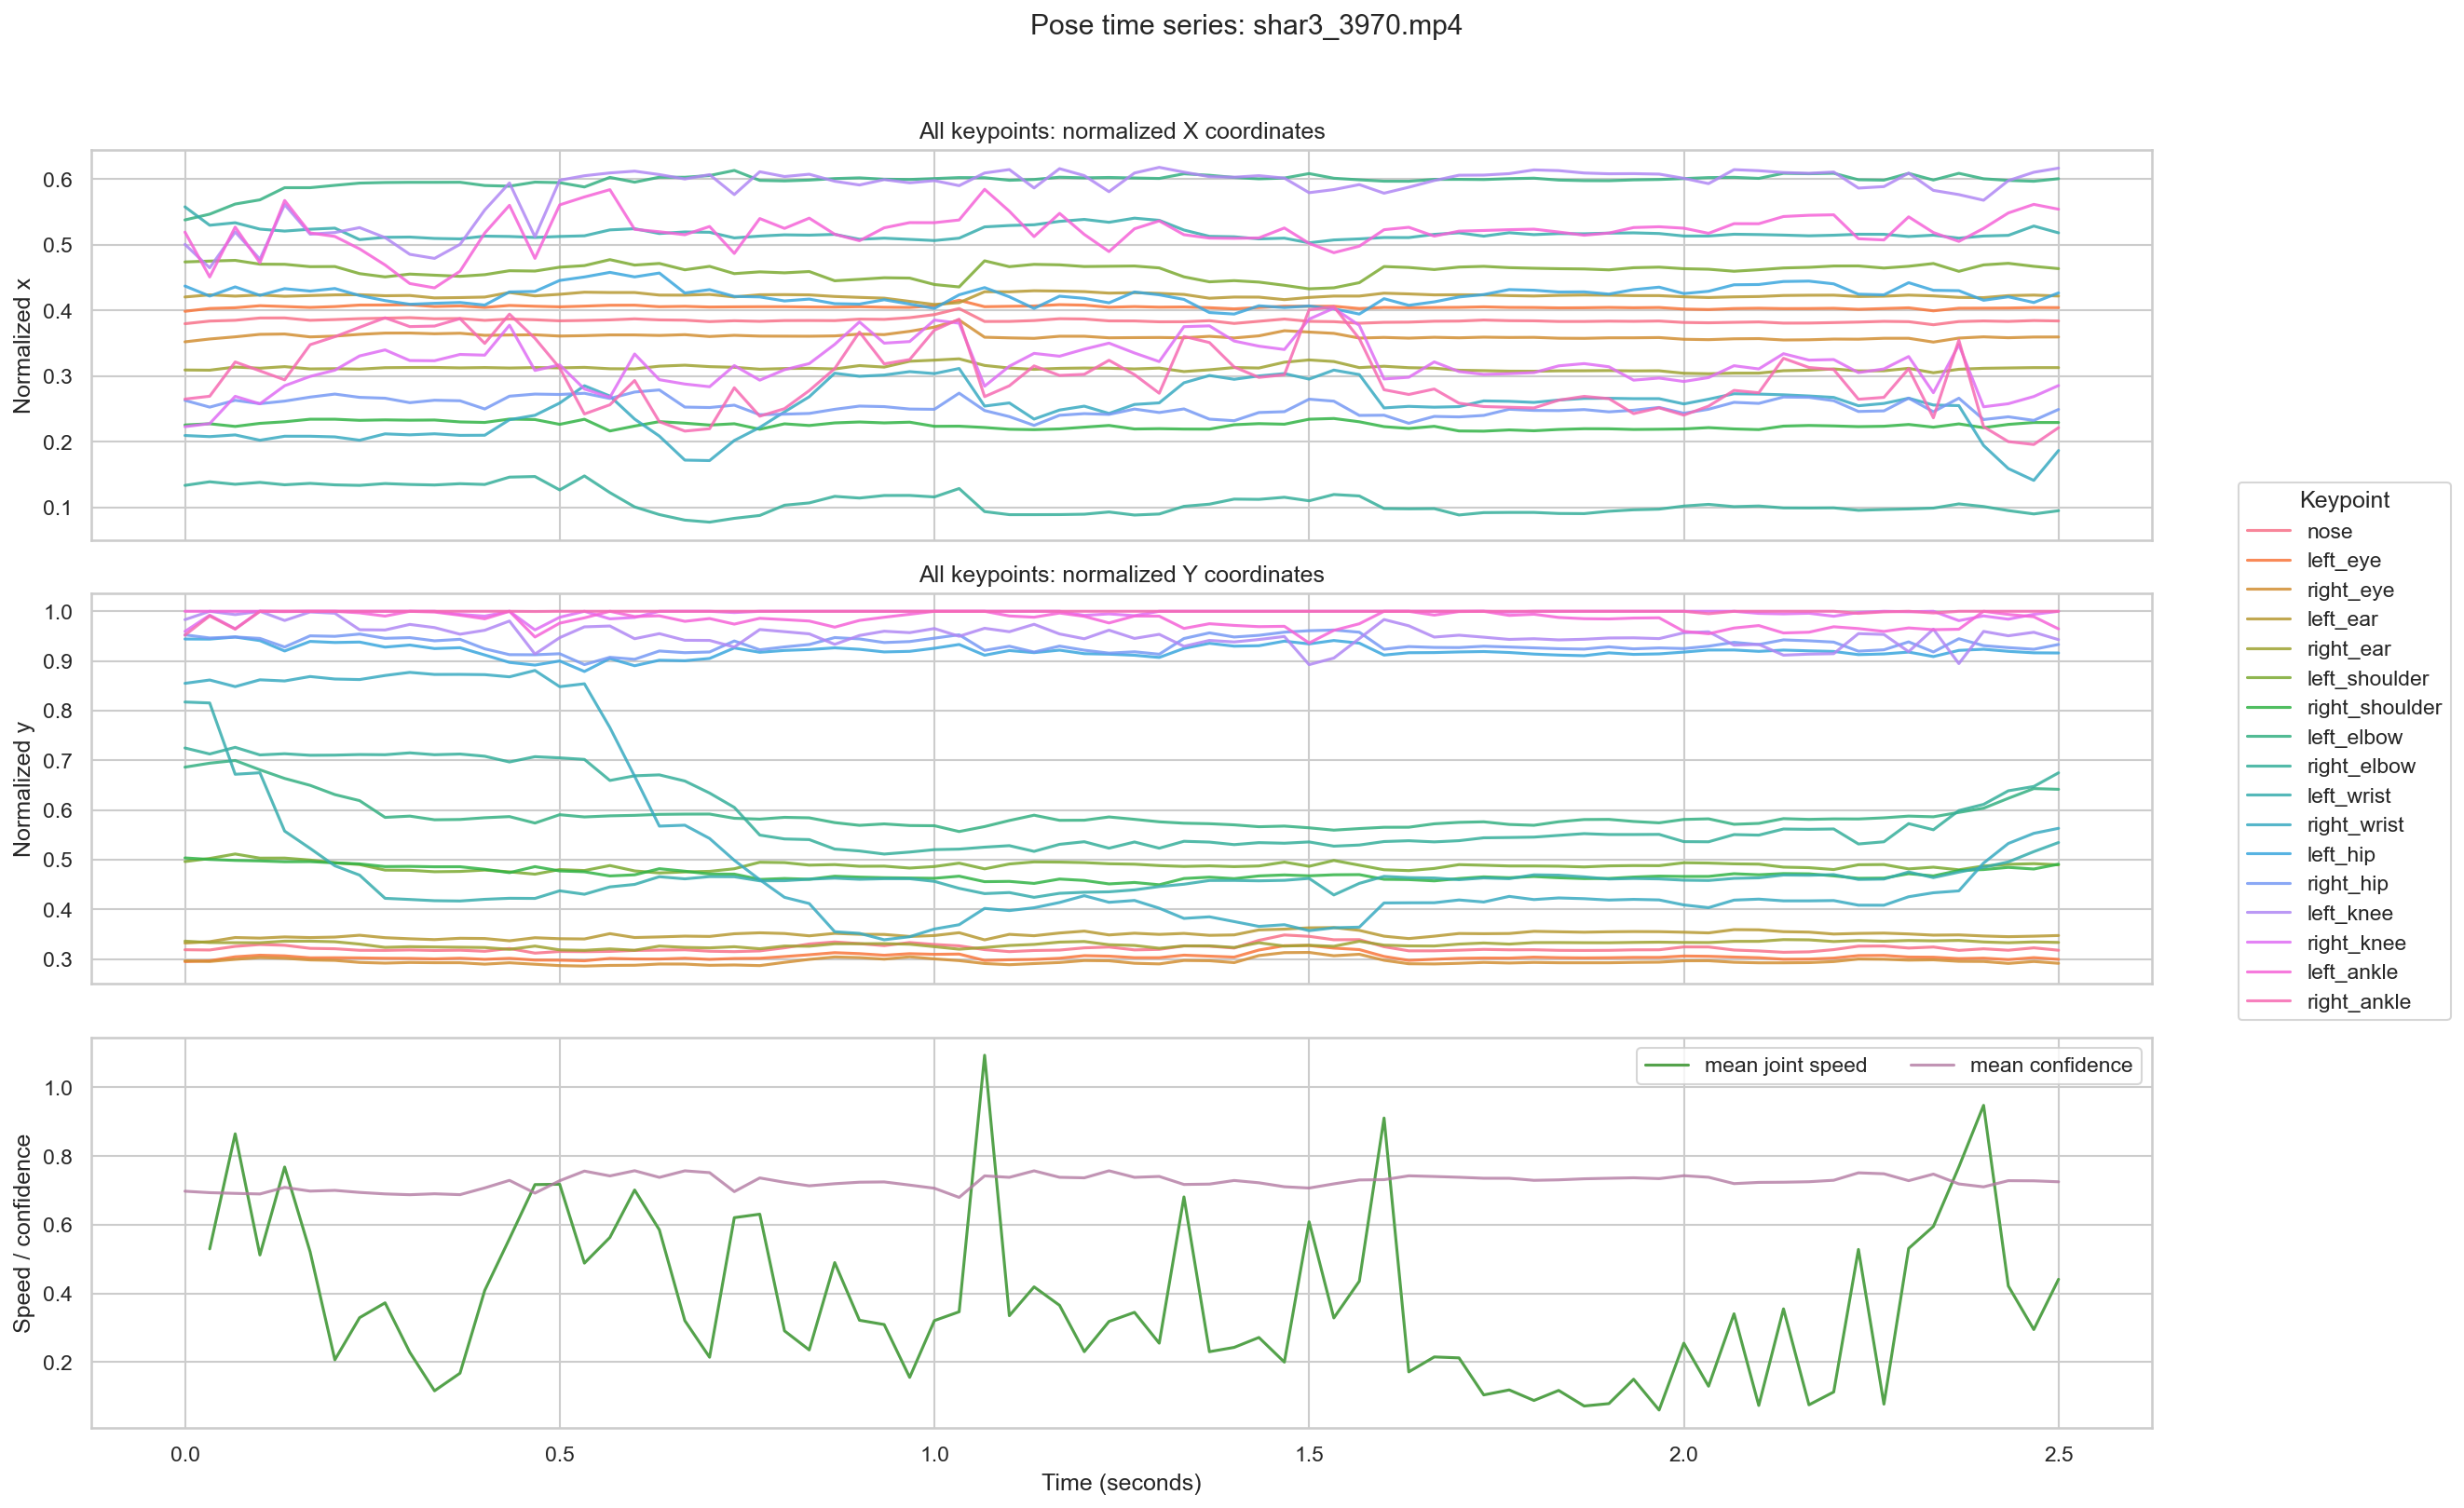 Pose time series: shar3_3970.mp4
All keypoints: normalized X coordinates
Normalized x
0.6
0.5
0.4
0.3
0.2
0.1
All keypoints: normalized Y coordinates
Normalized y
1.0
0.9
0.8
0.7
0.6
0.5
0.4
0.3
Keypoint
nose
left_eye
right_eye
left_ear
right_ear
left_shoulder
right_shoulder
left_elbow
right_elbow
left_wrist
right_wrist
left_hip
right_hip
left_knee
right_knee
left_ankle
right_ankle
mean joint speed
mean confidence
Speed / confidence
1.0
0.8
0.6
0.4
0.2
0.0
0.5
1.0
1.5
2.0
2.5
Time (seconds)